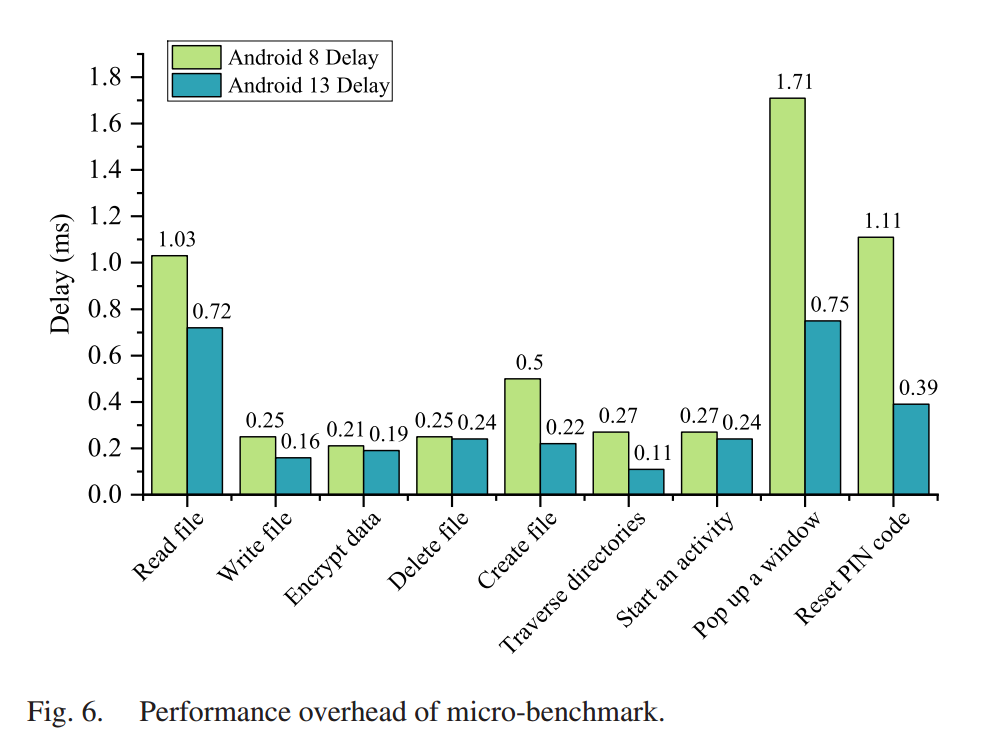 Android 8 Delay
Android 13 Delay
Delay (ms)
1.8
1.6
1.4
1.2
1.0
0.8
0.6
0.4
0.2
0.0
1.03
0.72
0.25
0.16
0.21
0.19
0.25
0.24
0.5
0.22
0.27
0.11
0.27
0.24
1.71
0.75
1.11
0.39
Read file
Write file
Encrypt data
Delete file
Create file
Traverse directories
Start an activity
Pop up a window
Reset PIN code
Fig. 6. Performance overhead of micro-benchmark.